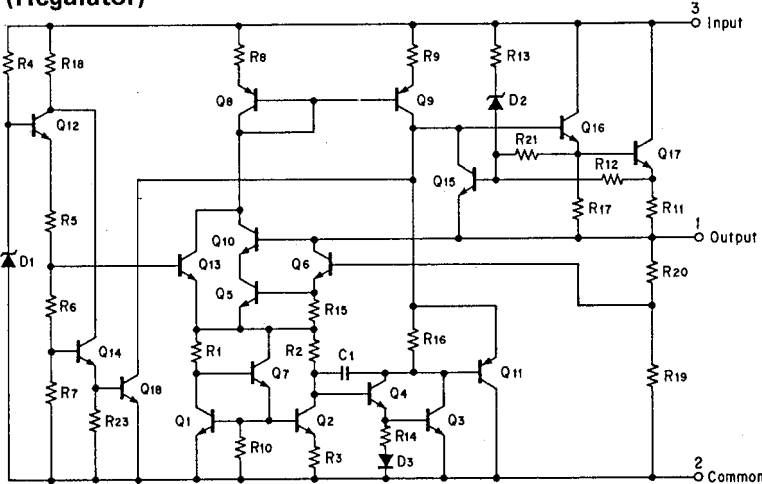 (Regulator)
3
Input
R4
R18
R8
R9
R13
D2
Q12
Q8
Q9
Q16
R21
Q17
R12
Q15
R5
R17
R11
1
Output
Q10
Q13
Q6
D1
R20
Q5
R15
R6
R1
R2
C1
R16
Q14
Q7
Q4
Q11
R7
Q18
R19
R23
Q1
Q2
R14
Q3
R10
R3
D3
2
Common